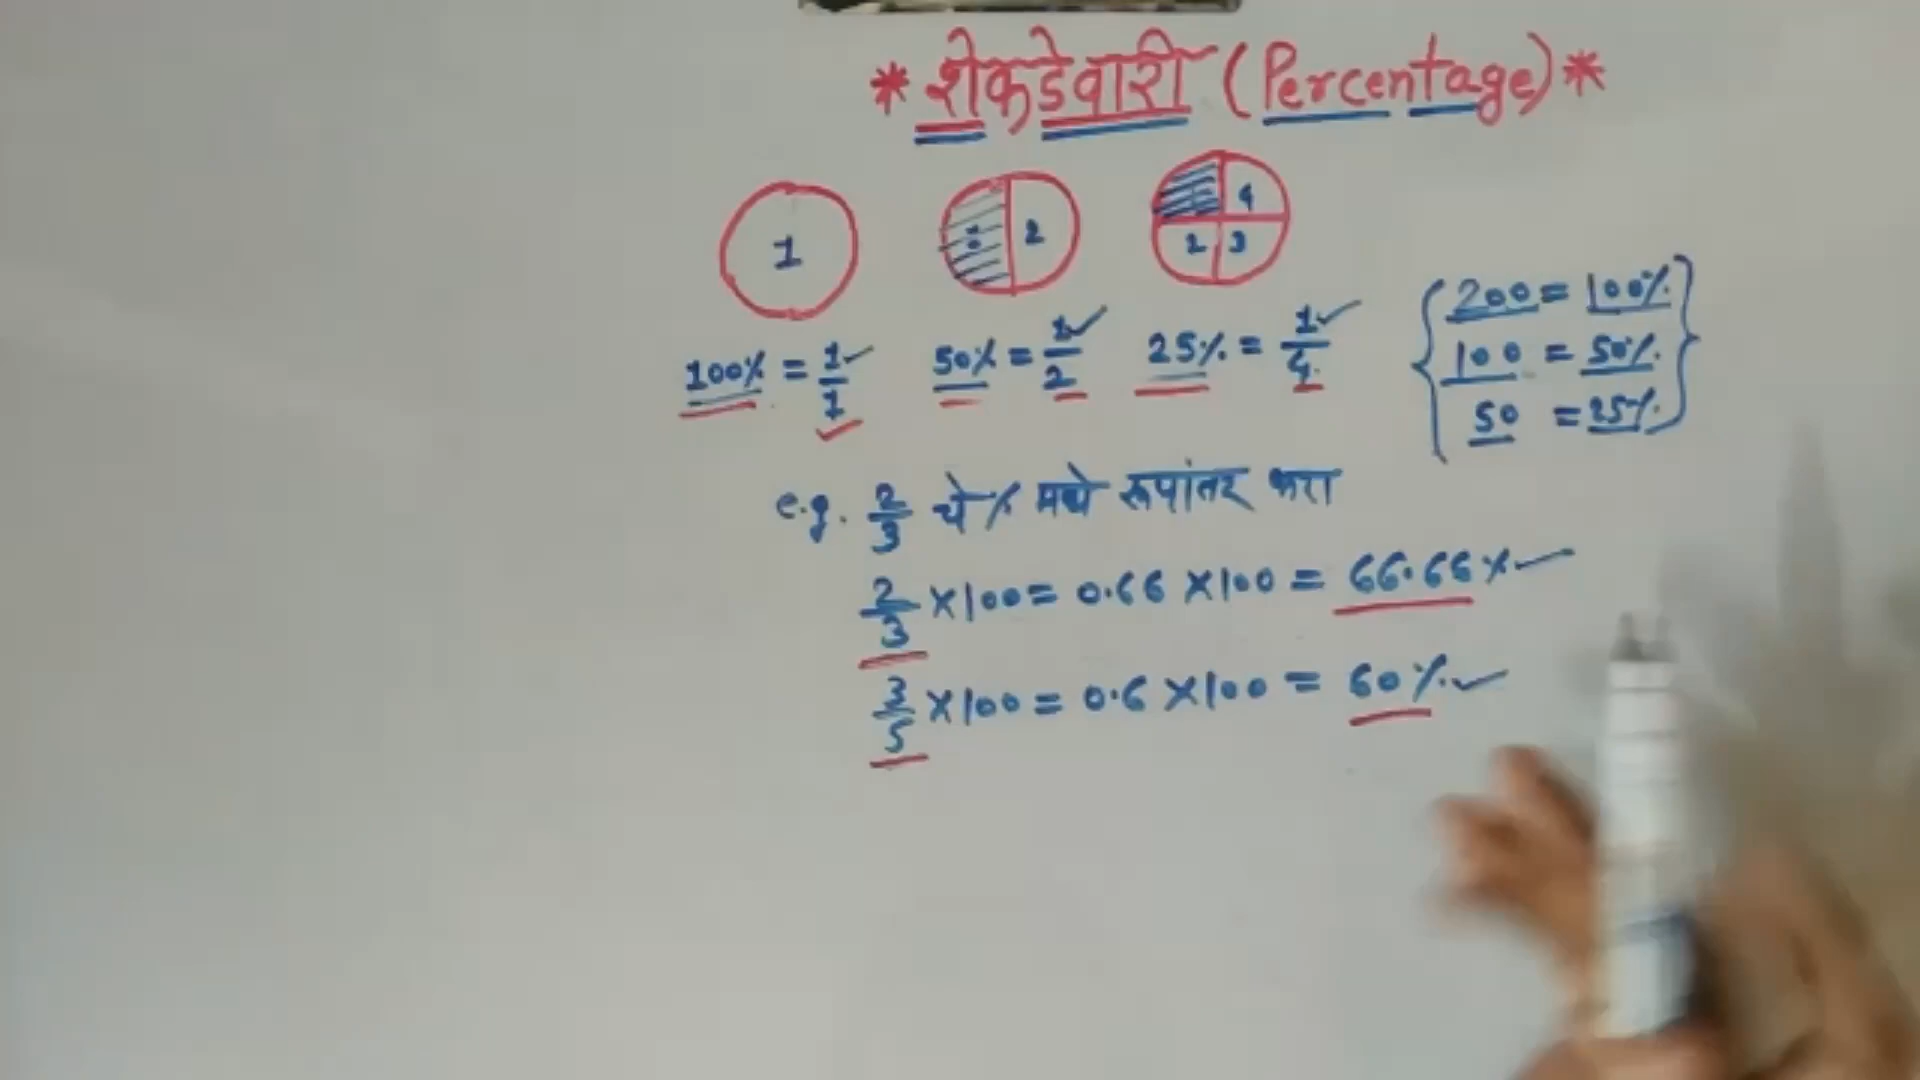 * शेकडेवारी (Percentage) *
1
1 2
4
2 3
100% = 1/1 ✓
50% = 1/2 ✓
25% = 1/4 ✓
200 = 100%
100 = 50%
50 = 25%
e.g. 2/3 चे % मध्ये रूपांतर करा
2/3 × 100 = 0.66 × 100 = 66.66% ✓
3/5 × 100 = 0.6 × 100 = 60% ✓